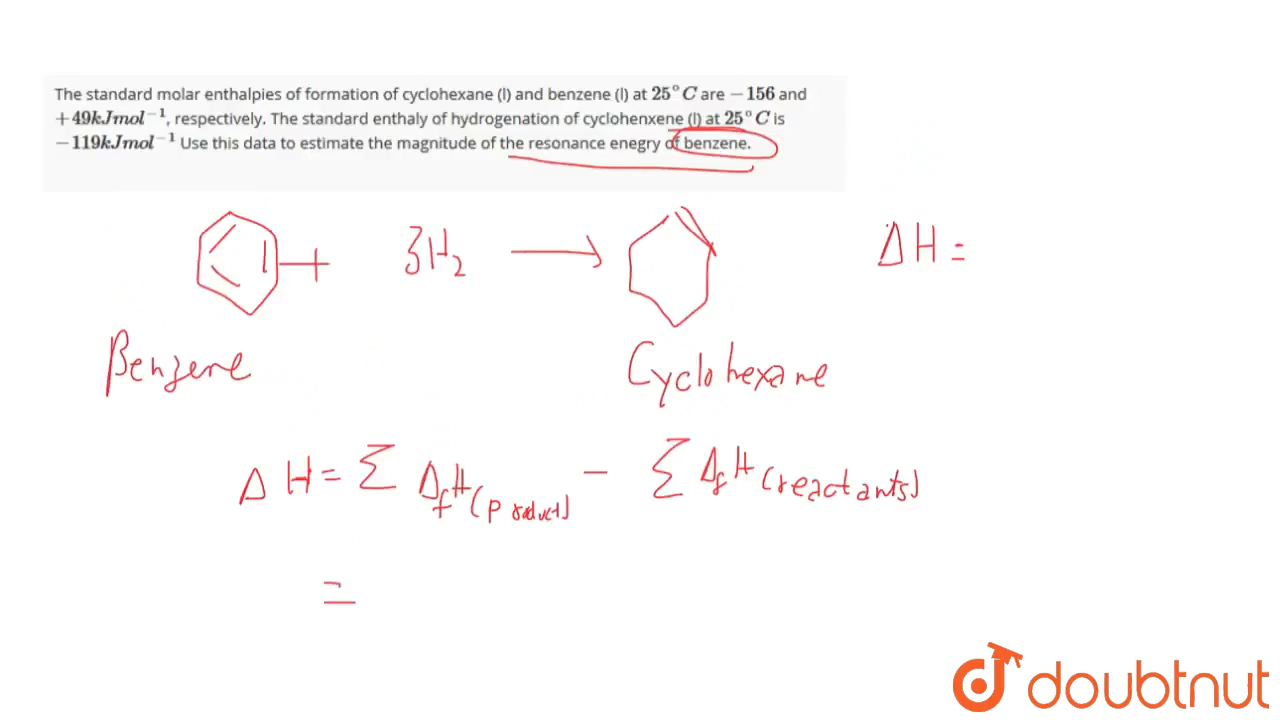 The standard molar enthalpies of formation of cyclohexane (l) and benzene (l) at 25°C are −156 and
+49kJmol⁻¹, respectively. The standard enthaly of hydrogenation of cyclohenxene (l) at 25°C is
−119kJmol⁻¹ Use this data to estimate the magnitude of the resonance enegry of benzene.
+ 3H₂ ⟶ ΔH =
Benzene Cyclohexane
ΔH = Σ ΔfH(Product) − Σ ΔfH(reactants)
=
doubtnut